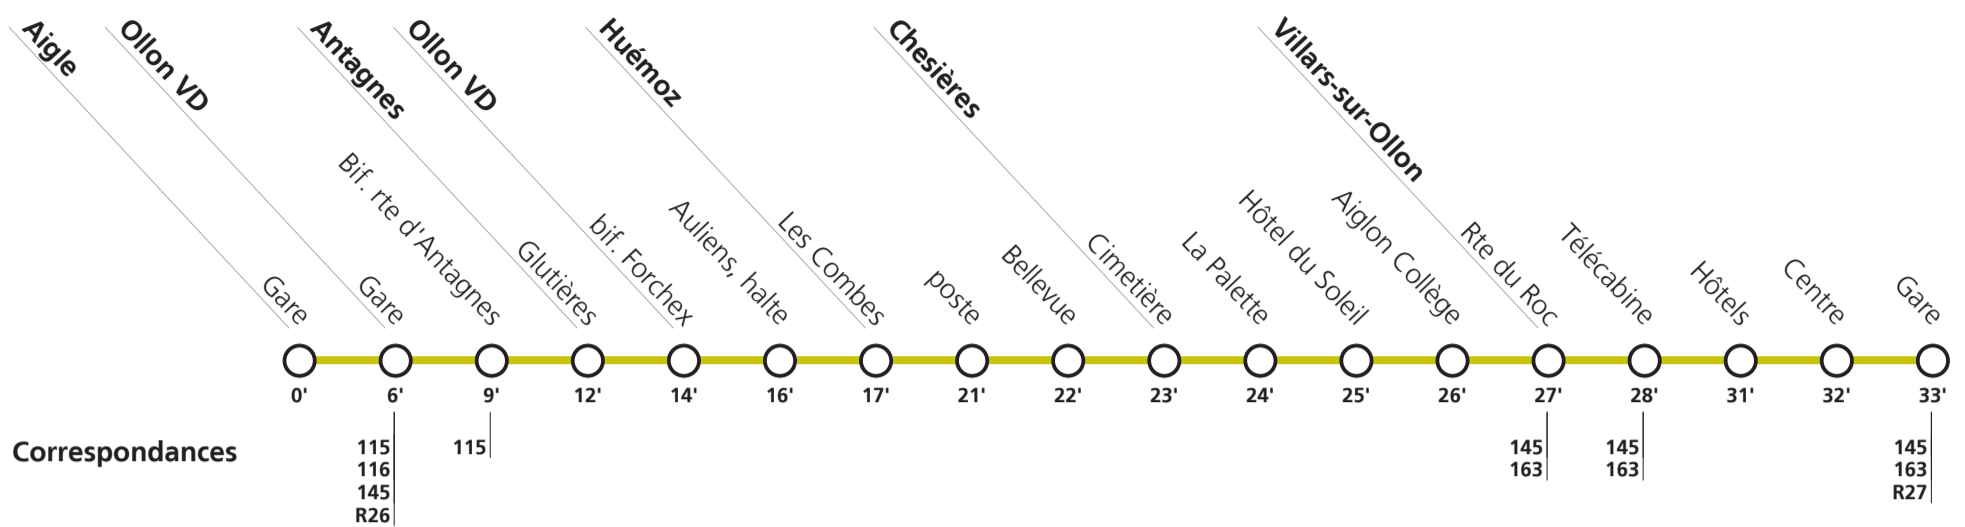 Aigle
Ollon VD
Antagnes
Ollon VD
Huémoz
Chesières
Villars-sur-Ollon
Gare
Gare
Bif. rte d'Antagnes
Glutières
bif. Forchex
Auliens, halte
Les Combes
poste
Bellevue
Cimetière
La Palette
Hôtel du Soleil
Aiglon Collège
Rte du Roc
Télécabine
Hôtels
Centre
Gare
0' 6' 9' 12' 14' 16' 17' 21' 22' 23' 24' 25' 26' 27' 28' 31' 32' 33'
Correspondances
115
116
145
R26
115
145
163
145
163
145
163
R27